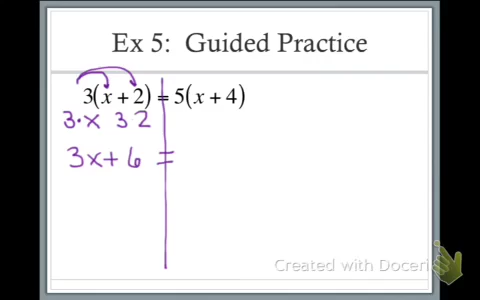 Ex 5: Guided Practice
3(x + 2) = 5(x + 4)
3·x 3 2
3x + 6 =
Created with Doceri